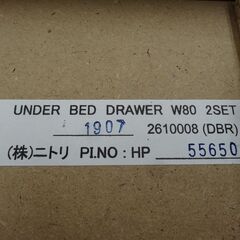 UNDER BED DRAWER W80 2SET
1907 2610008 (DBR)
(株)ニトリ PI.NO : HP 55650